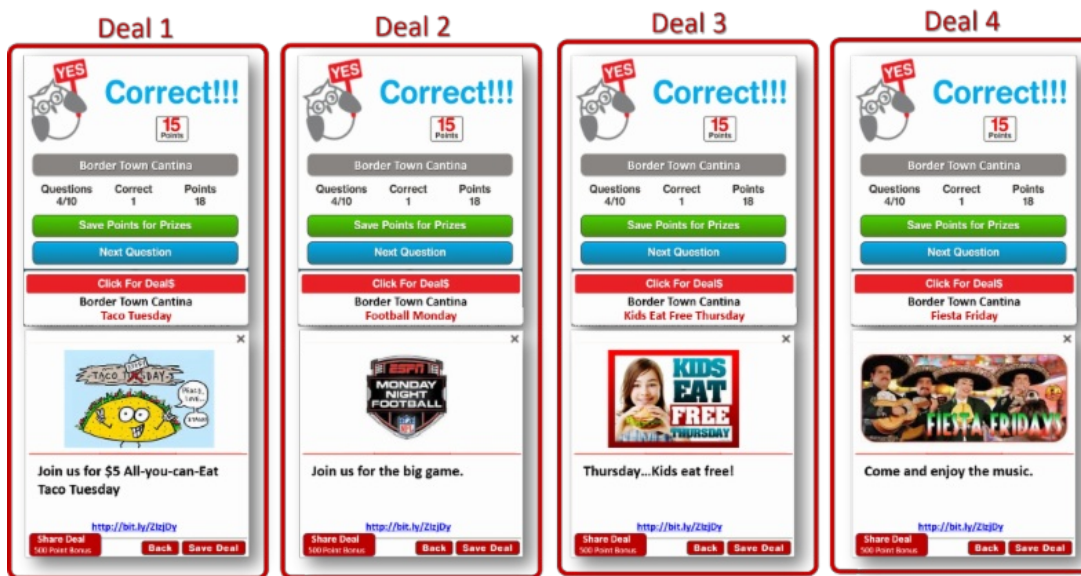 Deal 1
YES
Correct!!!
15
Points
Border Town Cantina
Questions Correct Points
4/10 1 18
Save Points for Prizes
Next Question
Click For Deal$
Border Town Cantina
Taco Tuesday
×
TACO TUESDAYS
Join us for $5 All-you-can-Eat
Taco Tuesday
http://bit.ly/ZIzjDy
Share Deal
500 Point Bonus
Back Save Deal
Deal 2
YES
Correct!!!
15
Points
Border Town Cantina
Questions Correct Points
4/10 1 18
Save Points for Prizes
Next Question
Click For Deal$
Border Town Cantina
Football Monday
×
ESPN
MONDAY
NIGHT
FOOTBALL
NFL
Join us for the big game.
http://bit.ly/ZIzjDy
Share Deal
500 Point Bonus
Back Save Deal
Deal 3
YES
Correct!!!
15
Points
Border Town Cantina
Questions Correct Points
4/10 1 18
Save Points for Prizes
Next Question
Click For Deal$
Border Town Cantina
Kids Eat Free Thursday
×
KIDS
EAT
FREE
THURSDAY
Thursday...Kids eat free!
http://bit.ly/ZIzjDy
Share Deal
500 Point Bonus
Back Save Deal
Deal 4
YES
Correct!!!
15
Points
Border Town Cantina
Questions Correct Points
4/10 1 18
Save Points for Prizes
Next Question
Click For Deal$
Border Town Cantina
Fiesta Friday
×
FIESTA FRIDAYS
Come and enjoy the music.
http://bit.ly/ZIzjDy
Share Deal
500 Point Bonus
Back Save Deal